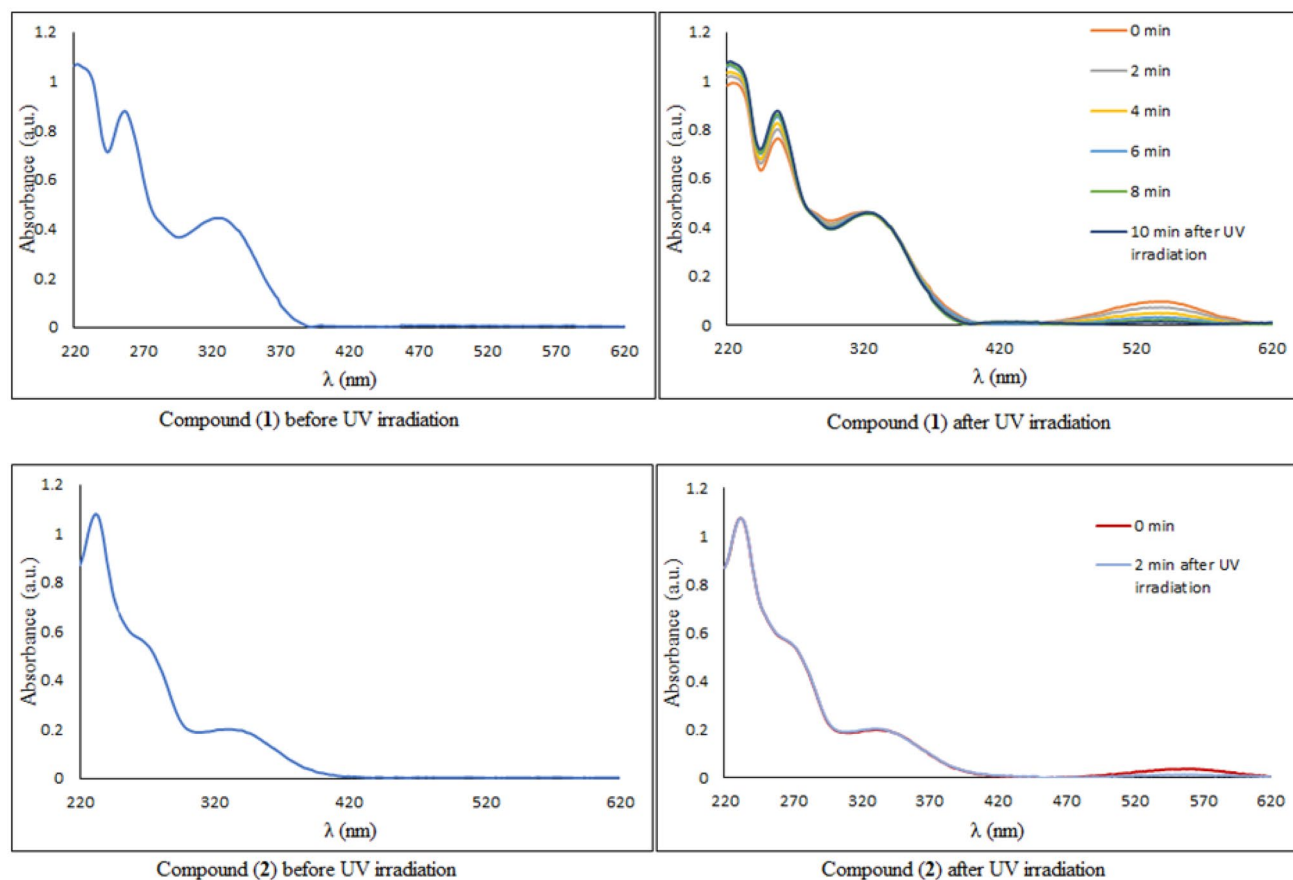 1.2
1
0.8
0.6
0.4
0.2
0
Absorbance (a.u.)
220 270 320 370 420 470 520 570 620
λ (nm)
Compound (1) before UV irradiation
1.2
1
0.8
0.6
0.4
0.2
0
Absorbance (a.u.)
220 320 420 520 620
λ (nm)
0 min
2 min
4 min
6 min
8 min
10 min after UV
irradiation
Compound (1) after UV irradiation
1.2
1
0.8
0.6
0.4
0.2
0
Absorbance (a.u.)
220 320 420 520 620
λ (nm)
Compound (2) before UV irradiation
1.2
1
0.8
0.6
0.4
0.2
0
Absorbance (a.u.)
220 270 320 370 420 470 520 570 620
λ (nm)
0 min
2 min after UV
irradiation
Compound (2) after UV irradiation